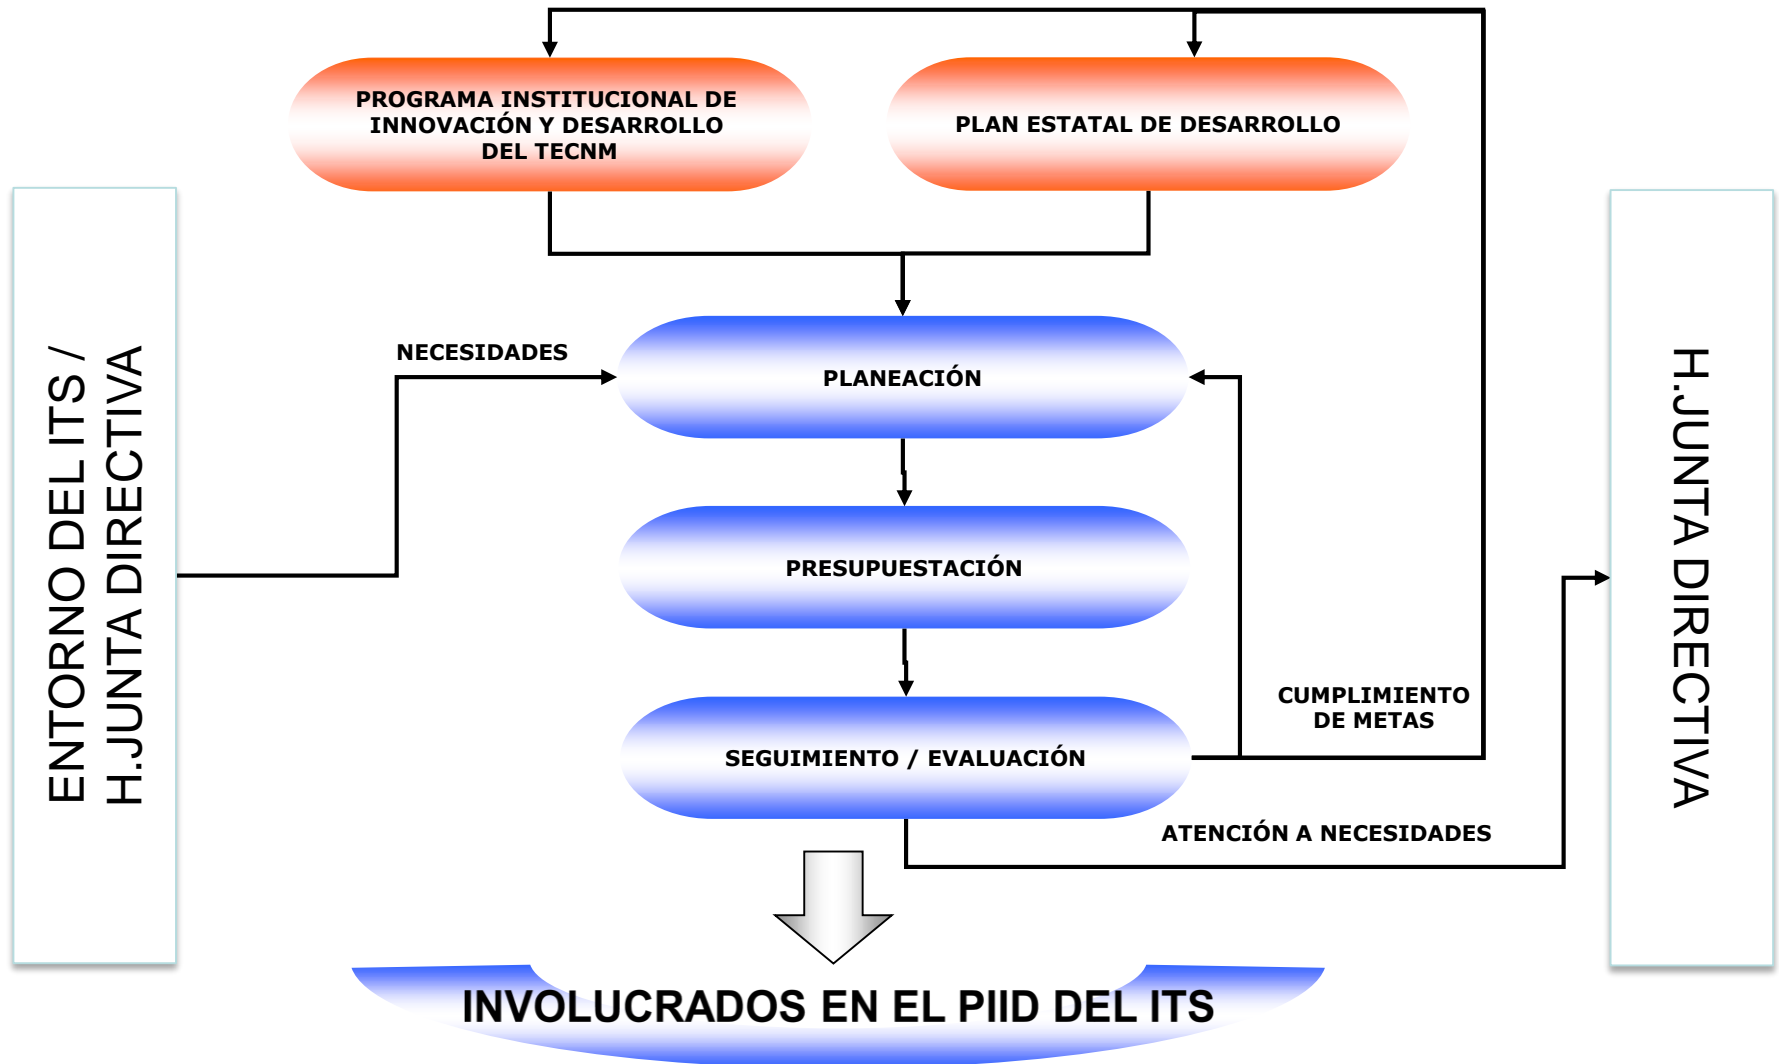 PROGRAMA INSTITUCIONAL DE
INNOVACIÓN Y DESARROLLO
DEL TECNM
PLAN ESTATAL DE DESARROLLO
ENTORNO DEL ITS /
H.JUNTA DIRECTIVA
NECESIDADES
PLANEACIÓN
H.JUNTA DIRECTIVA
PRESUPUESTACIÓN
CUMPLIMIENTO
DE METAS
SEGUIMIENTO / EVALUACIÓN
ATENCIÓN A NECESIDADES
INVOLUCRADOS EN EL PIID DEL ITS